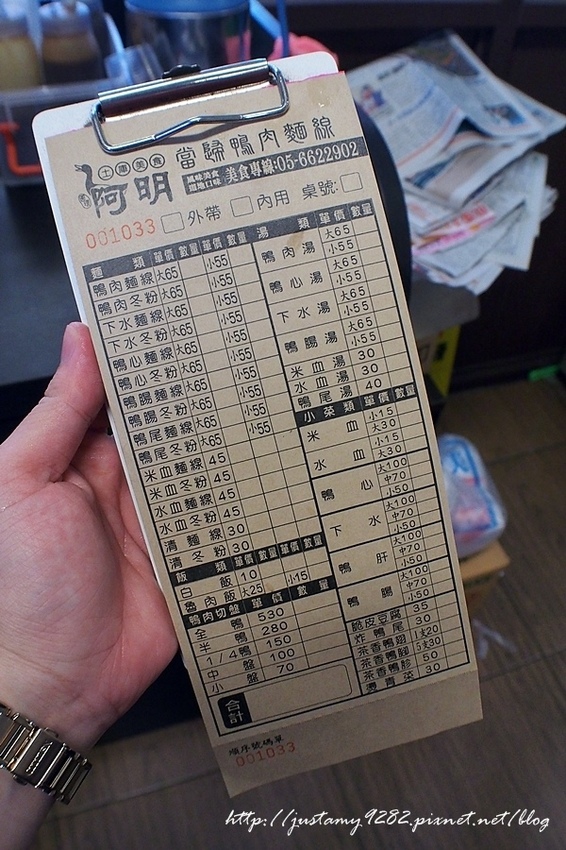 土庫美食
阿明
當歸鴨肉麵線
風味美食
道地口味
美食專線:05-6622902
001033 外帶 內用 桌號:
麵類 單價 數量 單價 數量
鴨肉麵線 大65 小55
鴨肉冬粉 大65 小55
下水麵線 大65 小55
下水冬粉 大65 小55
鴨心麵線 大65 小55
鴨心冬粉 大65 小55
鴨腸麵線 大65 小55
鴨腸冬粉 大65 小55
鴨尾麵線 大65 小55
鴨尾冬粉 大65 小55
米血麵線 45
米血冬粉 45
水血麵線 45
水血冬粉 45
清麵線 30
清冬粉 30
飯類 單價 數量 單價 數量
白飯 10
魯肉飯 大25 小15
鴨肉切盤 單價 數量
全鴨 530
半鴨 280
1/4鴨 150
中盤 100
小盤 70
合計
湯類 單價 數量
鴨肉湯 大65
小55
鴨心湯 大65
小55
下水湯 大65
小55
鴨腸湯 大65
小55
米血湯 30
水血湯 30
鴨尾湯 40
小菜類 單價 數量
米血 小15
大30
水血 小15
大30
鴨心 大100
中70
小50
下水 大100
中70
小50
鴨肝 大100
中70
小50
鴨腸 大100
中70
小50
脆皮豆腐 35
炸鴨尾 30
茶香鴨翅 1支20
茶香鴨腳 5支30
茶香鴨胗 50
燙青菜 30
順序號碼單
001033
http://justamy9282.pixnet.net/blog